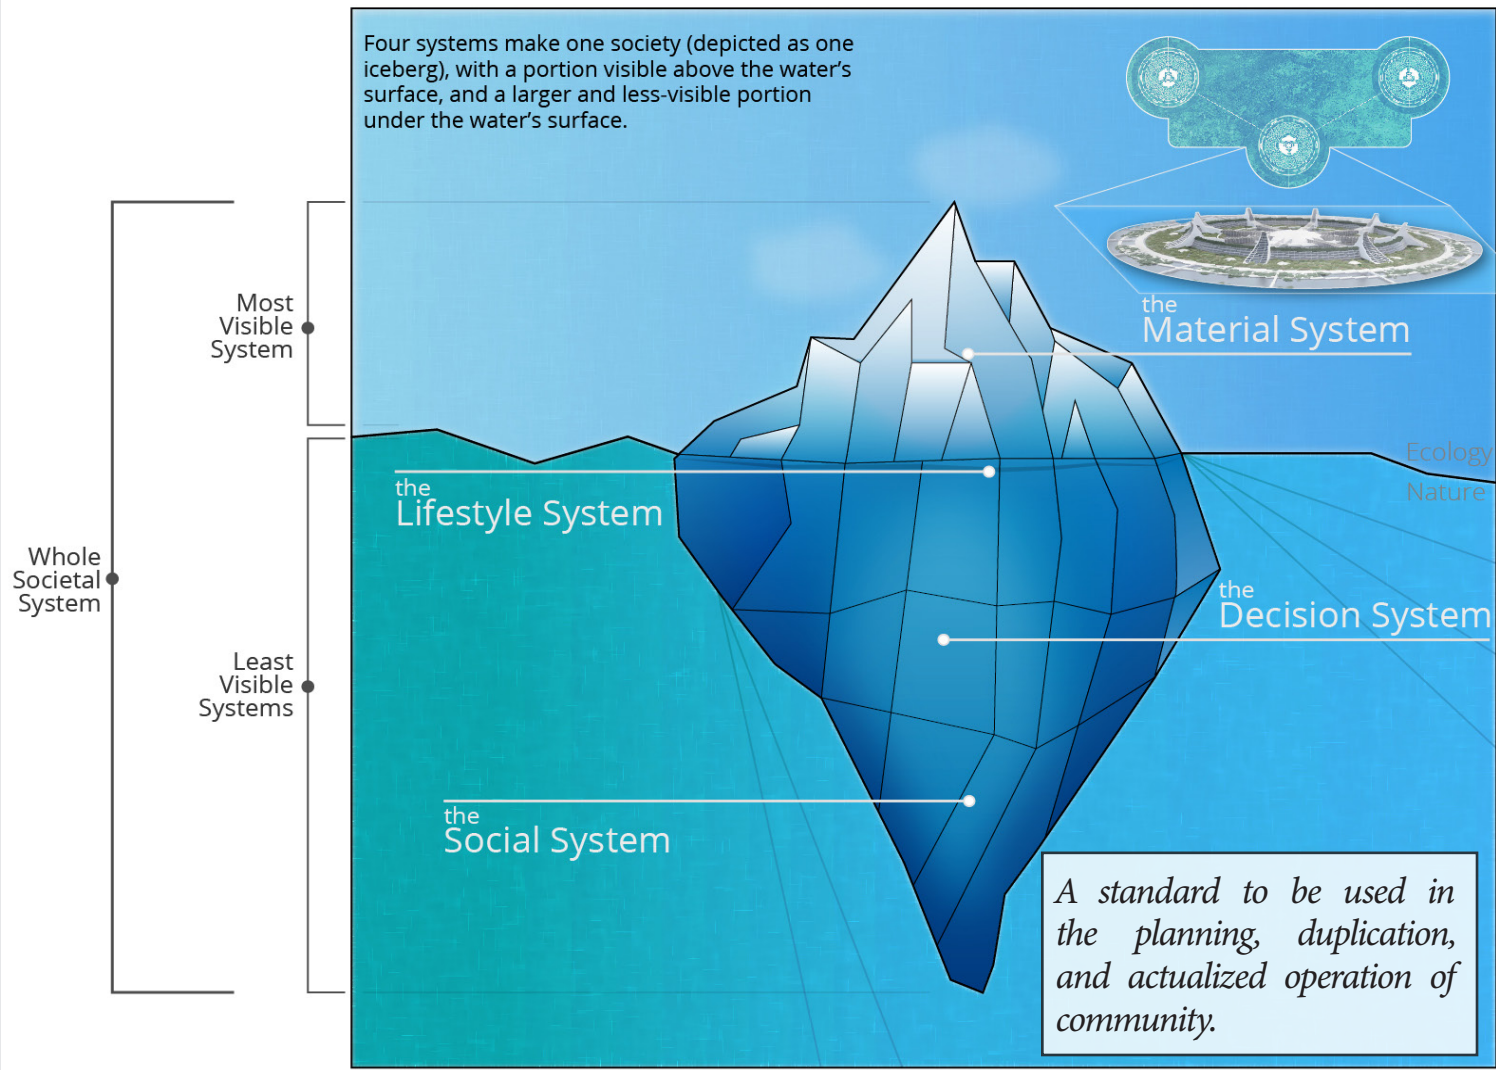 Four systems make one society (depicted as one
iceberg), with a portion visible above the water's
surface, and a larger and less-visible portion
under the water's surface.
Most
Visible
System
the
Material System
Ecology
Nature
the
Lifestyle System
Whole
Societal
System
the
Decision System
Least
Visible
Systems
the
Social System
A standard to be used in
the planning, duplication,
and actualized operation of
community.